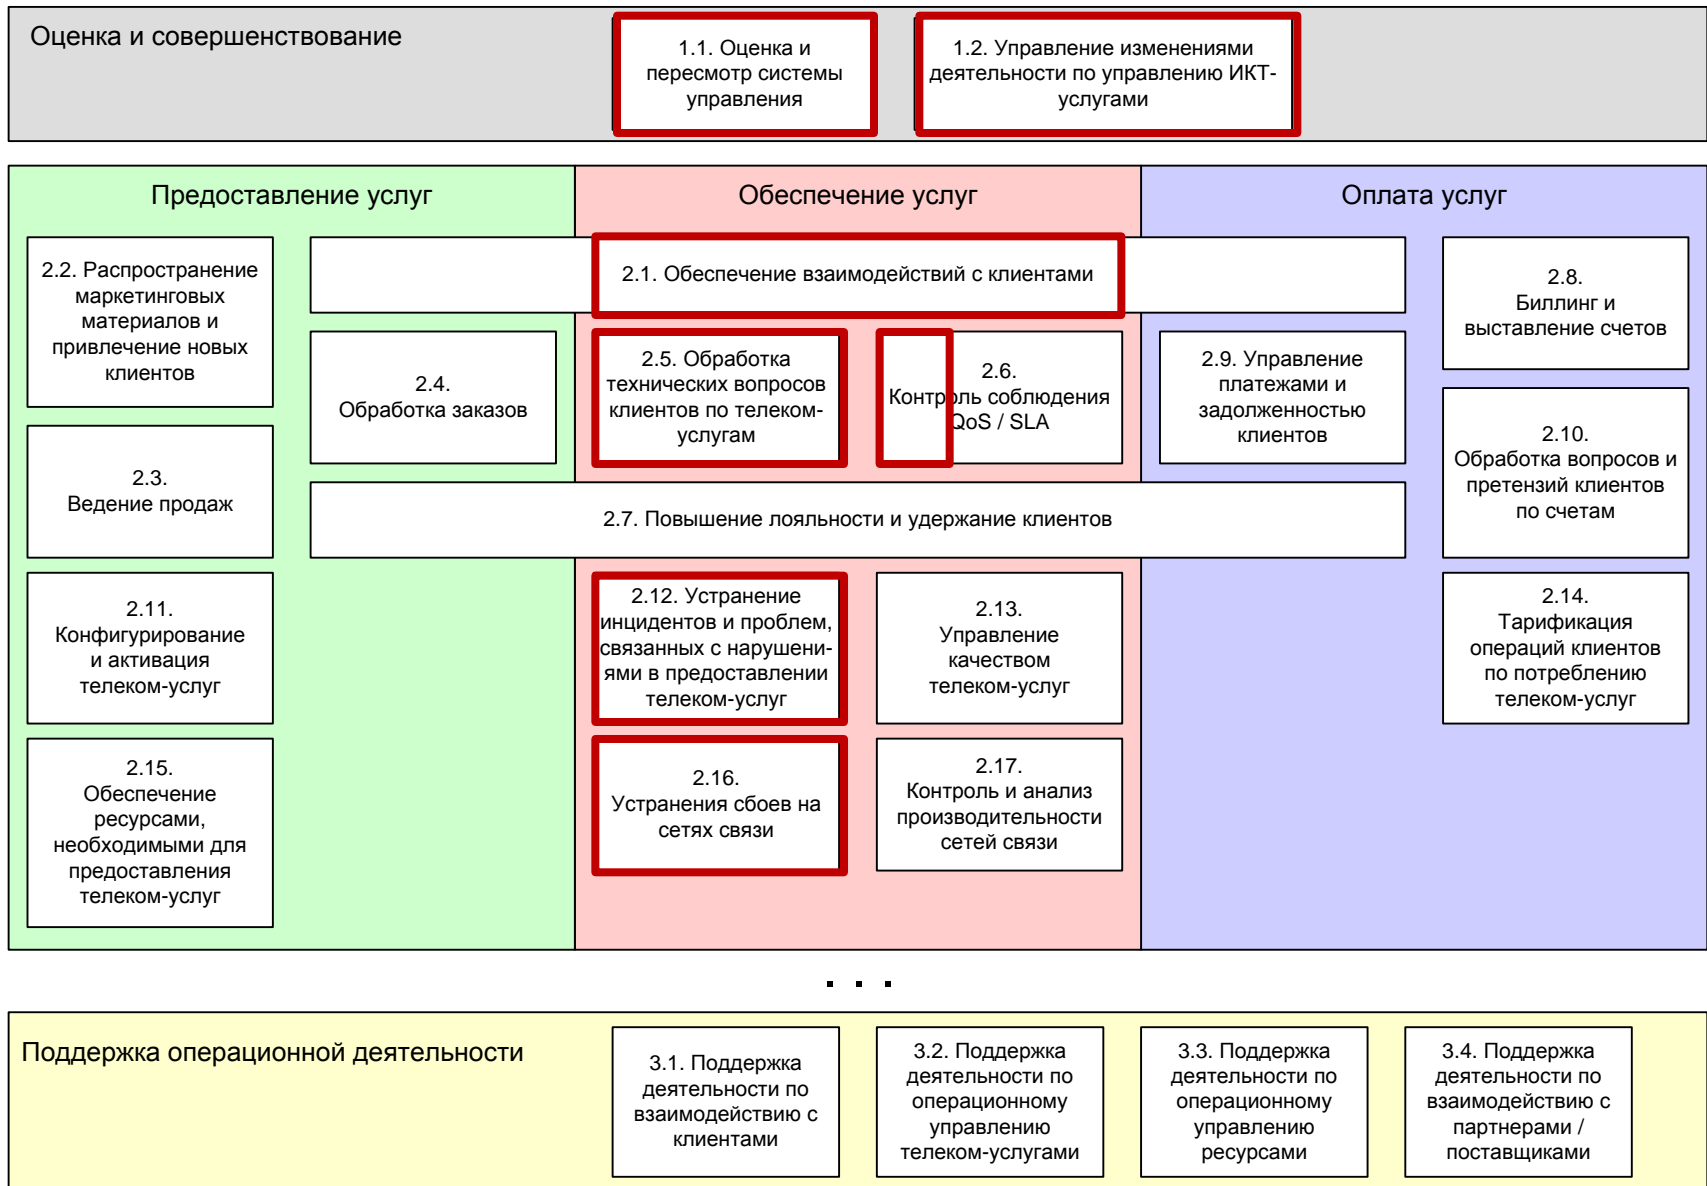 Оценка и совершенствование
1.1. Оценка и
пересмотр системы
управления
1.2. Управление изменениями
деятельности по управлению ИКТ-
услугами
Предоставление услуг
Обеспечение услуг
Оплата услуг
2.2. Распространение
маркетинговых
материалов и
привлечение новых
клиентов
2.1. Обеспечение взаимодействий с клиентами
2.8.
Биллинг и
выставление счетов
2.4.
Обработка заказов
2.5. Обработка
технических вопросов
клиентов по телеком-
услугам
2.6.
Контроль соблюдения
QoS / SLA
2.9. Управление
платежами и
задолженностью
клиентов
2.10.
Обработка вопросов и
претензий клиентов
по счетам
2.3.
Ведение продаж
2.7. Повышение лояльности и удержание клиентов
2.11.
Конфигурирование
и активация
телеком-услуг
2.12. Устранение
инцидентов и проблем,
связанных с нарушени-
ями в предоставлении
телеком-услуг
2.13.
Управление
качеством
телеком-услуг
2.14.
Тарификация
операций клиентов
по потреблению
телеком-услуг
2.15.
Обеспечение
ресурсами,
необходимыми для
предоставления
телеком-услуг
2.16.
Устранения сбоев на
сетях связи
2.17.
Контроль и анализ
производительности
сетей связи
. . .
Поддержка операционной деятельности
3.1. Поддержка
деятельности по
взаимодействию с
клиентами
3.2. Поддержка
деятельности по
операционному
управлению
телеком-услугами
3.3. Поддержка
деятельности по
операционному
управлению
ресурсами
3.4. Поддержка
деятельности по
взаимодействию с
партнерами /
поставщиками